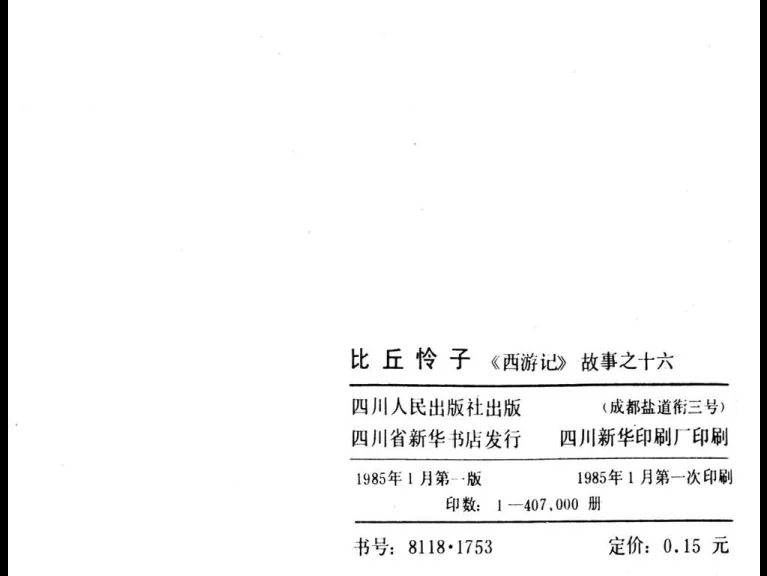 比丘怜子 《西游记》故事之十六
四川人民出版社出版 (成都盐道街三号)
四川省新华书店发行 四川新华印刷厂印刷
1985年1月第一版 1985年1月第一次印刷
印数: 1—407,000 册
书号: 8118·1753 定价: 0.15 元